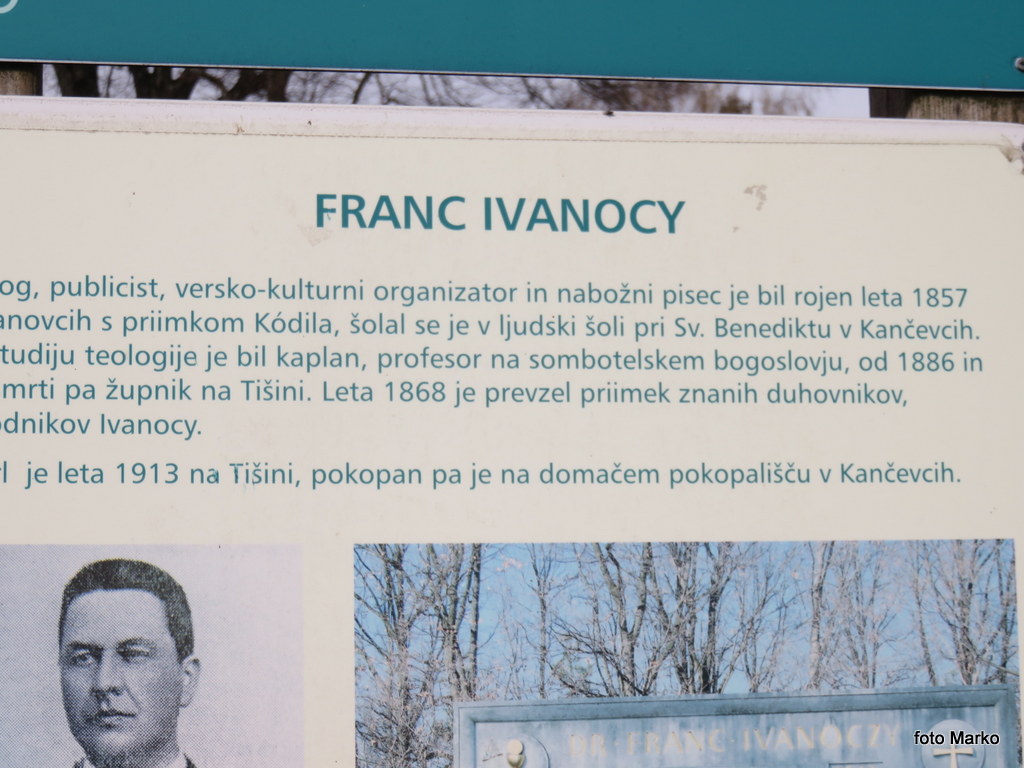 FRANC IVANOCY
og, publicist, versko-kulturni organizator in nabožni pisec je bil rojen leta 1857
anovcih s priimkom Kódila, šolal se je v ljudski šoli pri Sv. Benediktu v Kančevcih.
tudiju teologije je bil kaplan, profesor na sombotelskem bogoslovju, od 1886 in
mrti pa župnik na Tišini. Leta 1868 je prevzel priimek znanih duhovnikov,
odnikov Ivanocy.
rl je leta 1913 na Tišini, pokopan pa je na domačem pokopališču v Kančevcih.
DR. FRANC IVANOCZY
foto Marko